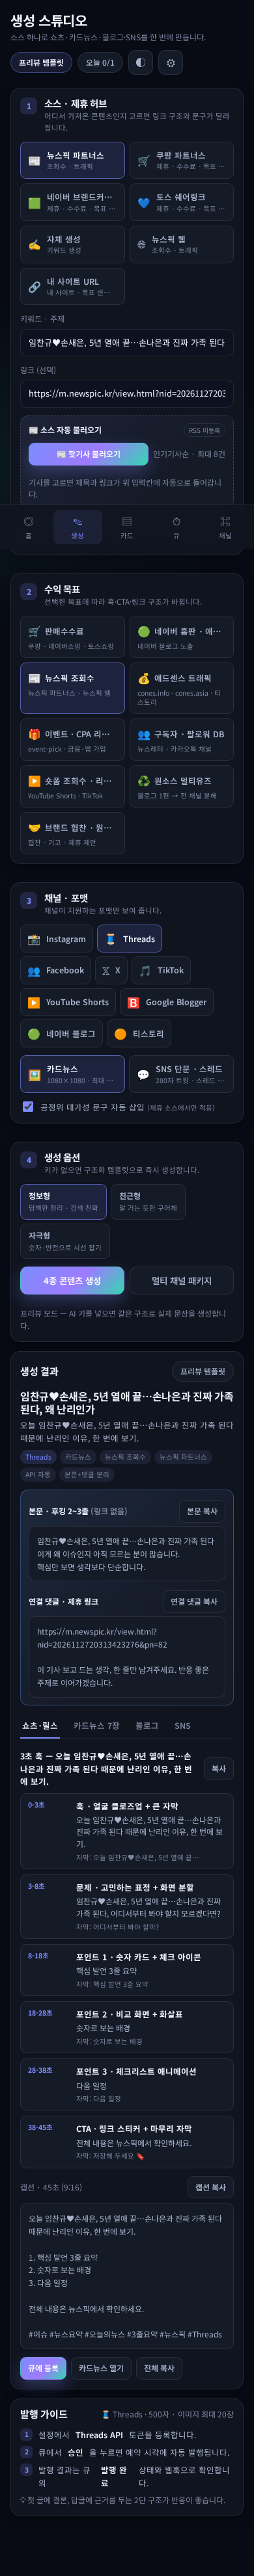 생성 스튜디오
소스 하나로 쇼츠·카드뉴스·블로그·SNS를 한 번에 만듭니다.
프리뷰 템플릿
오늘 0/1
1
소스 · 제휴 허브
어디서 가져온 콘텐츠인지 고르면 링크 구조와 문구가 달라
집니다.
📰 뉴스픽 파트너스
조회수 · 트래픽
🛒 쿠팡 파트너스
제휴 · 수수료 · 목표 …
🟩 네이버 브랜드커…
제휴 · 수수료 · 목표 …
💙 토스 쉐어링크
제휴 · 수수료 · 목표 …
✍️ 자체 생성
키워드 생성
🌐 뉴스픽 웹
조회수 · 트래픽
🔗 내 사이트 URL
내 사이트 · 목표 변…
키워드 · 주제
임찬규♥손새은, 5년 열애 끝…손나은과 진짜 가족 된다
링크 (선택)
https://m.newspic.kr/view.html?nid=20261127203
📰 소스 자동 불러오기
RSS 미등록
📰 핫기사 불러오기
인기기사순 · 최대 8건
기사를 고르면 제목과 링크가 위 입력칸에 자동으로 들어갑니
다.
홈
생성
카드
큐
채널
2
수익 목표
선택한 목표에 따라 훅·CTA·링크 구조가 바뀝니다.
🛒 판매수수료
쿠팡 · 네이버쇼핑 · 토스쇼핑
🟢 네이버 홈판 · 애…
네이버 블로그 노출
📰 뉴스픽 조회수
뉴스픽 파트너스 · 뉴스픽 웹
💰 애드센스 트래픽
cones.info · cones.asia · 티
스토리
🎁 이벤트 · CPA 리…
event-pick · 금융 · 앱 가입
👥 구독자 · 팔로워 DB
뉴스레터 · 카카오톡 채널
▶️ 숏폼 조회수 · 리…
YouTube Shorts · TikTok
♻️ 원소스 멀티유즈
블로그 1편 → 전 채널 분해
🤝 브랜드 협찬 · 원…
협찬 · 기고 · 제휴 제안
3
채널 · 포맷
채널이 지원하는 포맷만 보여 줍니다.
📸 Instagram
🧵 Threads
👥 Facebook
𝕏 X
🎵 TikTok
▶️ YouTube Shorts
🅱️ Google Blogger
🟢 네이버 블로그
🟠 티스토리
🖼️ 카드뉴스
1080×1080 · 최대 …
💬 SNS 단문 · 스레드
280자 트윗 · 스레드 …
공정위 대가성 문구 자동 삽입 (제휴 소스에서만 적용)
4
생성 옵션
키가 없으면 구조화 템플릿으로 즉시 생성합니다.
정보형
담백한 정리 · 검색 친화
친근형
말 거는 듯한 구어체
자극형
숫자·반전으로 시선 잡기
4종 콘텐츠 생성
멀티 채널 패키지
프리뷰 모드 — AI 키를 넣으면 같은 구조로 실제 문장을 생성합니
다.
생성 결과
프리뷰 템플릿
임찬규♥손새은, 5년 열애 끝…손나은과 진짜 가족
된다, 왜 난리인가
오늘 임찬규♥손새은, 5년 열애 끝…손나은과 진짜 가족 된다
때문에 난리인 이유, 한 번에 보기.
Threads
카드뉴스
뉴스픽 조회수
뉴스픽 파트너스
API 자동
본문+댓글 분리
본문 · 후킹 2~3줄 (링크 없음)
본문 복사
임찬규♥손새은, 5년 열애 끝…손나은과 진짜 가족 된다
이게 왜 이슈인지 아직 모르는 분이 많습니다.
핵심만 보면 생각보다 단순합니다.
연결 댓글 · 제휴 링크
연결 댓글 복사
https://m.newspic.kr/view.html?
nid=2026112720313423276&pn=82
이 기사 보고 드는 생각, 한 줄만 남겨주세요. 반응 좋은
주제로 이어가겠습니다.
쇼츠·릴스
카드뉴스 7장
블로그
SNS
3초 훅 — 오늘 임찬규♥손새은, 5년 열애 끝…손
나은과 진짜 가족 된다 때문에 난리인 이유, 한 번
에 보기.
복사
0-3초
훅 · 얼굴 클로즈업 + 큰 자막
오늘 임찬규♥손새은, 5년 열애 끝…손나은과
진짜 가족 된다 때문에 난리인 이유, 한 번에 보
기.
자막: 오늘 임찬규♥손새은, 5년 열애 끝…
3-8초
문제 · 고민하는 표정 + 화면 분할
임찬규♥손새은, 5년 열애 끝…손나은과 진짜
가족 된다, 어디서부터 봐야 할지 모르겠다면?
자막: 어디서부터 봐야 할까?
8-18초
포인트 1 · 숫자 카드 + 체크 아이콘
핵심 발언 3줄 요약
자막: 핵심 발언 3줄 요약
18-28초
포인트 2 · 비교 화면 + 화살표
숫자로 보는 배경
자막: 숫자로 보는 배경
28-38초
포인트 3 · 체크리스트 애니메이션
다음 일정
자막: 다음 일정
38-45초
CTA · 링크 스티커 + 마무리 자막
전체 내용은 뉴스픽에서 확인하세요.
자막: 저장해 두세요 🔖
캡션 · 45초 (9:16)
캡션 복사
오늘 임찬규♥손새은, 5년 열애 끝…손나은과 진짜 가족 된다
때문에 난리인 이유, 한 번에 보기.
1. 핵심 발언 3줄 요약
2. 숫자로 보는 배경
3. 다음 일정
전체 내용은 뉴스픽에서 확인하세요.
#이슈 #뉴스요약 #오늘의뉴스 #3줄요약 #뉴스픽 #Threads
큐에 등록
카드뉴스 열기
전체 복사
발행 가이드
🧵 Threads · 500자 · 이미지 최대 20장
1 설정에서 Threads API 토큰을 등록합니다.
2 큐에서 승인 을 누르면 예약 시각에 자동 발행됩니다.
3 발행 결과는 큐의 발행 완료 상태와 웹훅으로 확인합니다.
💡 첫 글에 결론, 답글에 근거를 두는 2단 구조가 반응이 좋습니다.